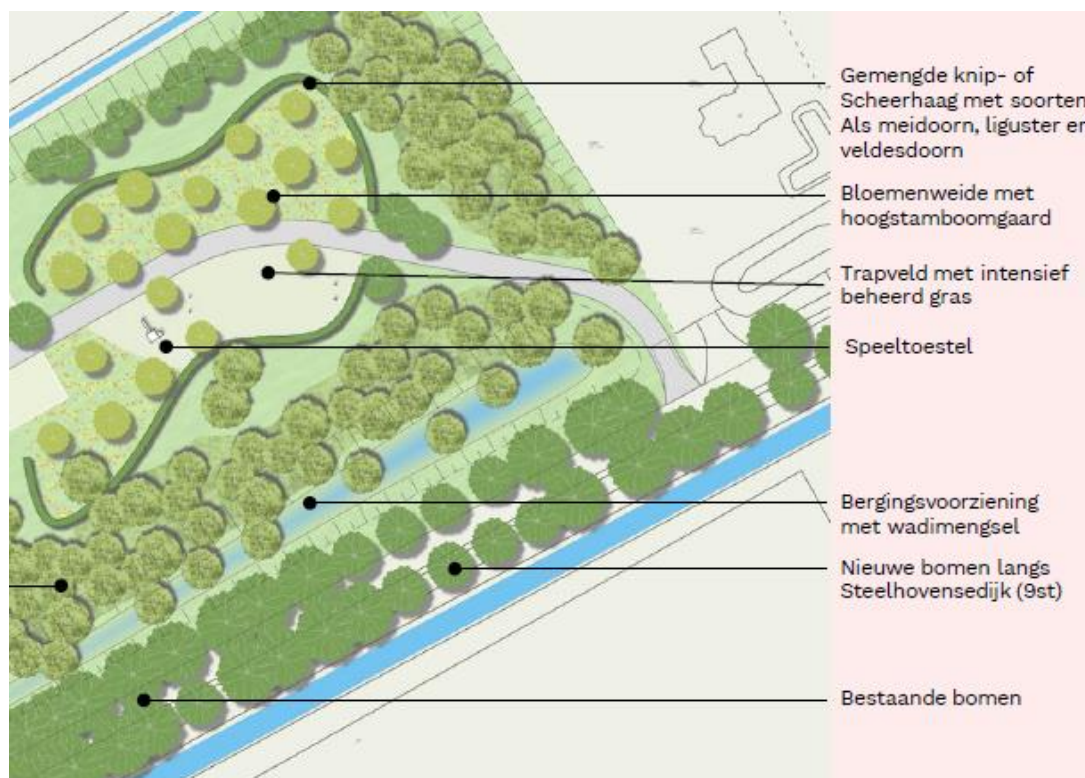 Gemengde knip- of
Scheerhaag met soorten
Als meidoorn, liguster en
veldesdoorn
Bloemenweide met
hoogstamboomgaard
Trapveld met intensief
beheerd gras
Speeltoestel
Bergingsvoorziening
met wadimengsel
Nieuwe bomen langs
Steelhovensedijk (9st)
Bestaande bomen